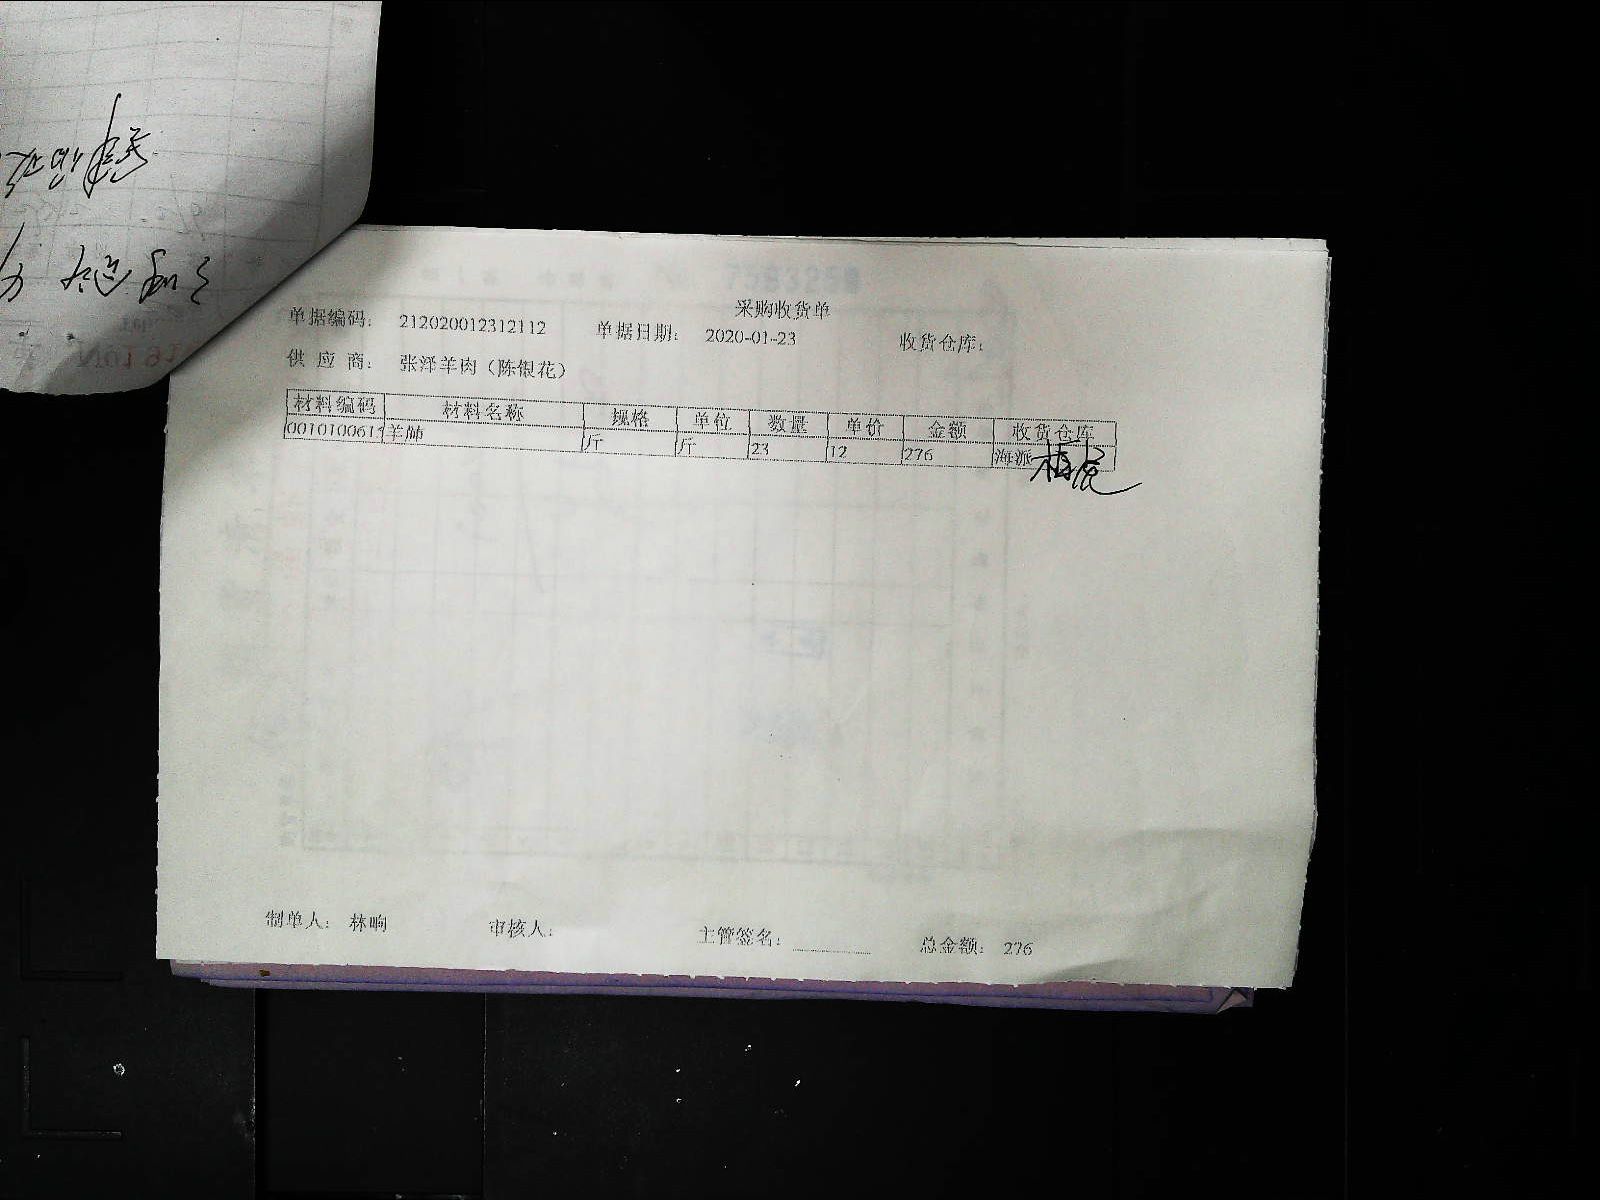 7583258
采购收货单
单据编码: 212020012312112 单据日期: 2020-01-23 收货仓库:
供 应 商: 张泽羊肉(陈银花)
材料编码 材料名称 规格 单位 数量 单价 金额 收货仓库
001010061 羊肺 斤 斤 23 12 276 海派
制单人: 林响 审核人: 主管签名: 总金额: 276